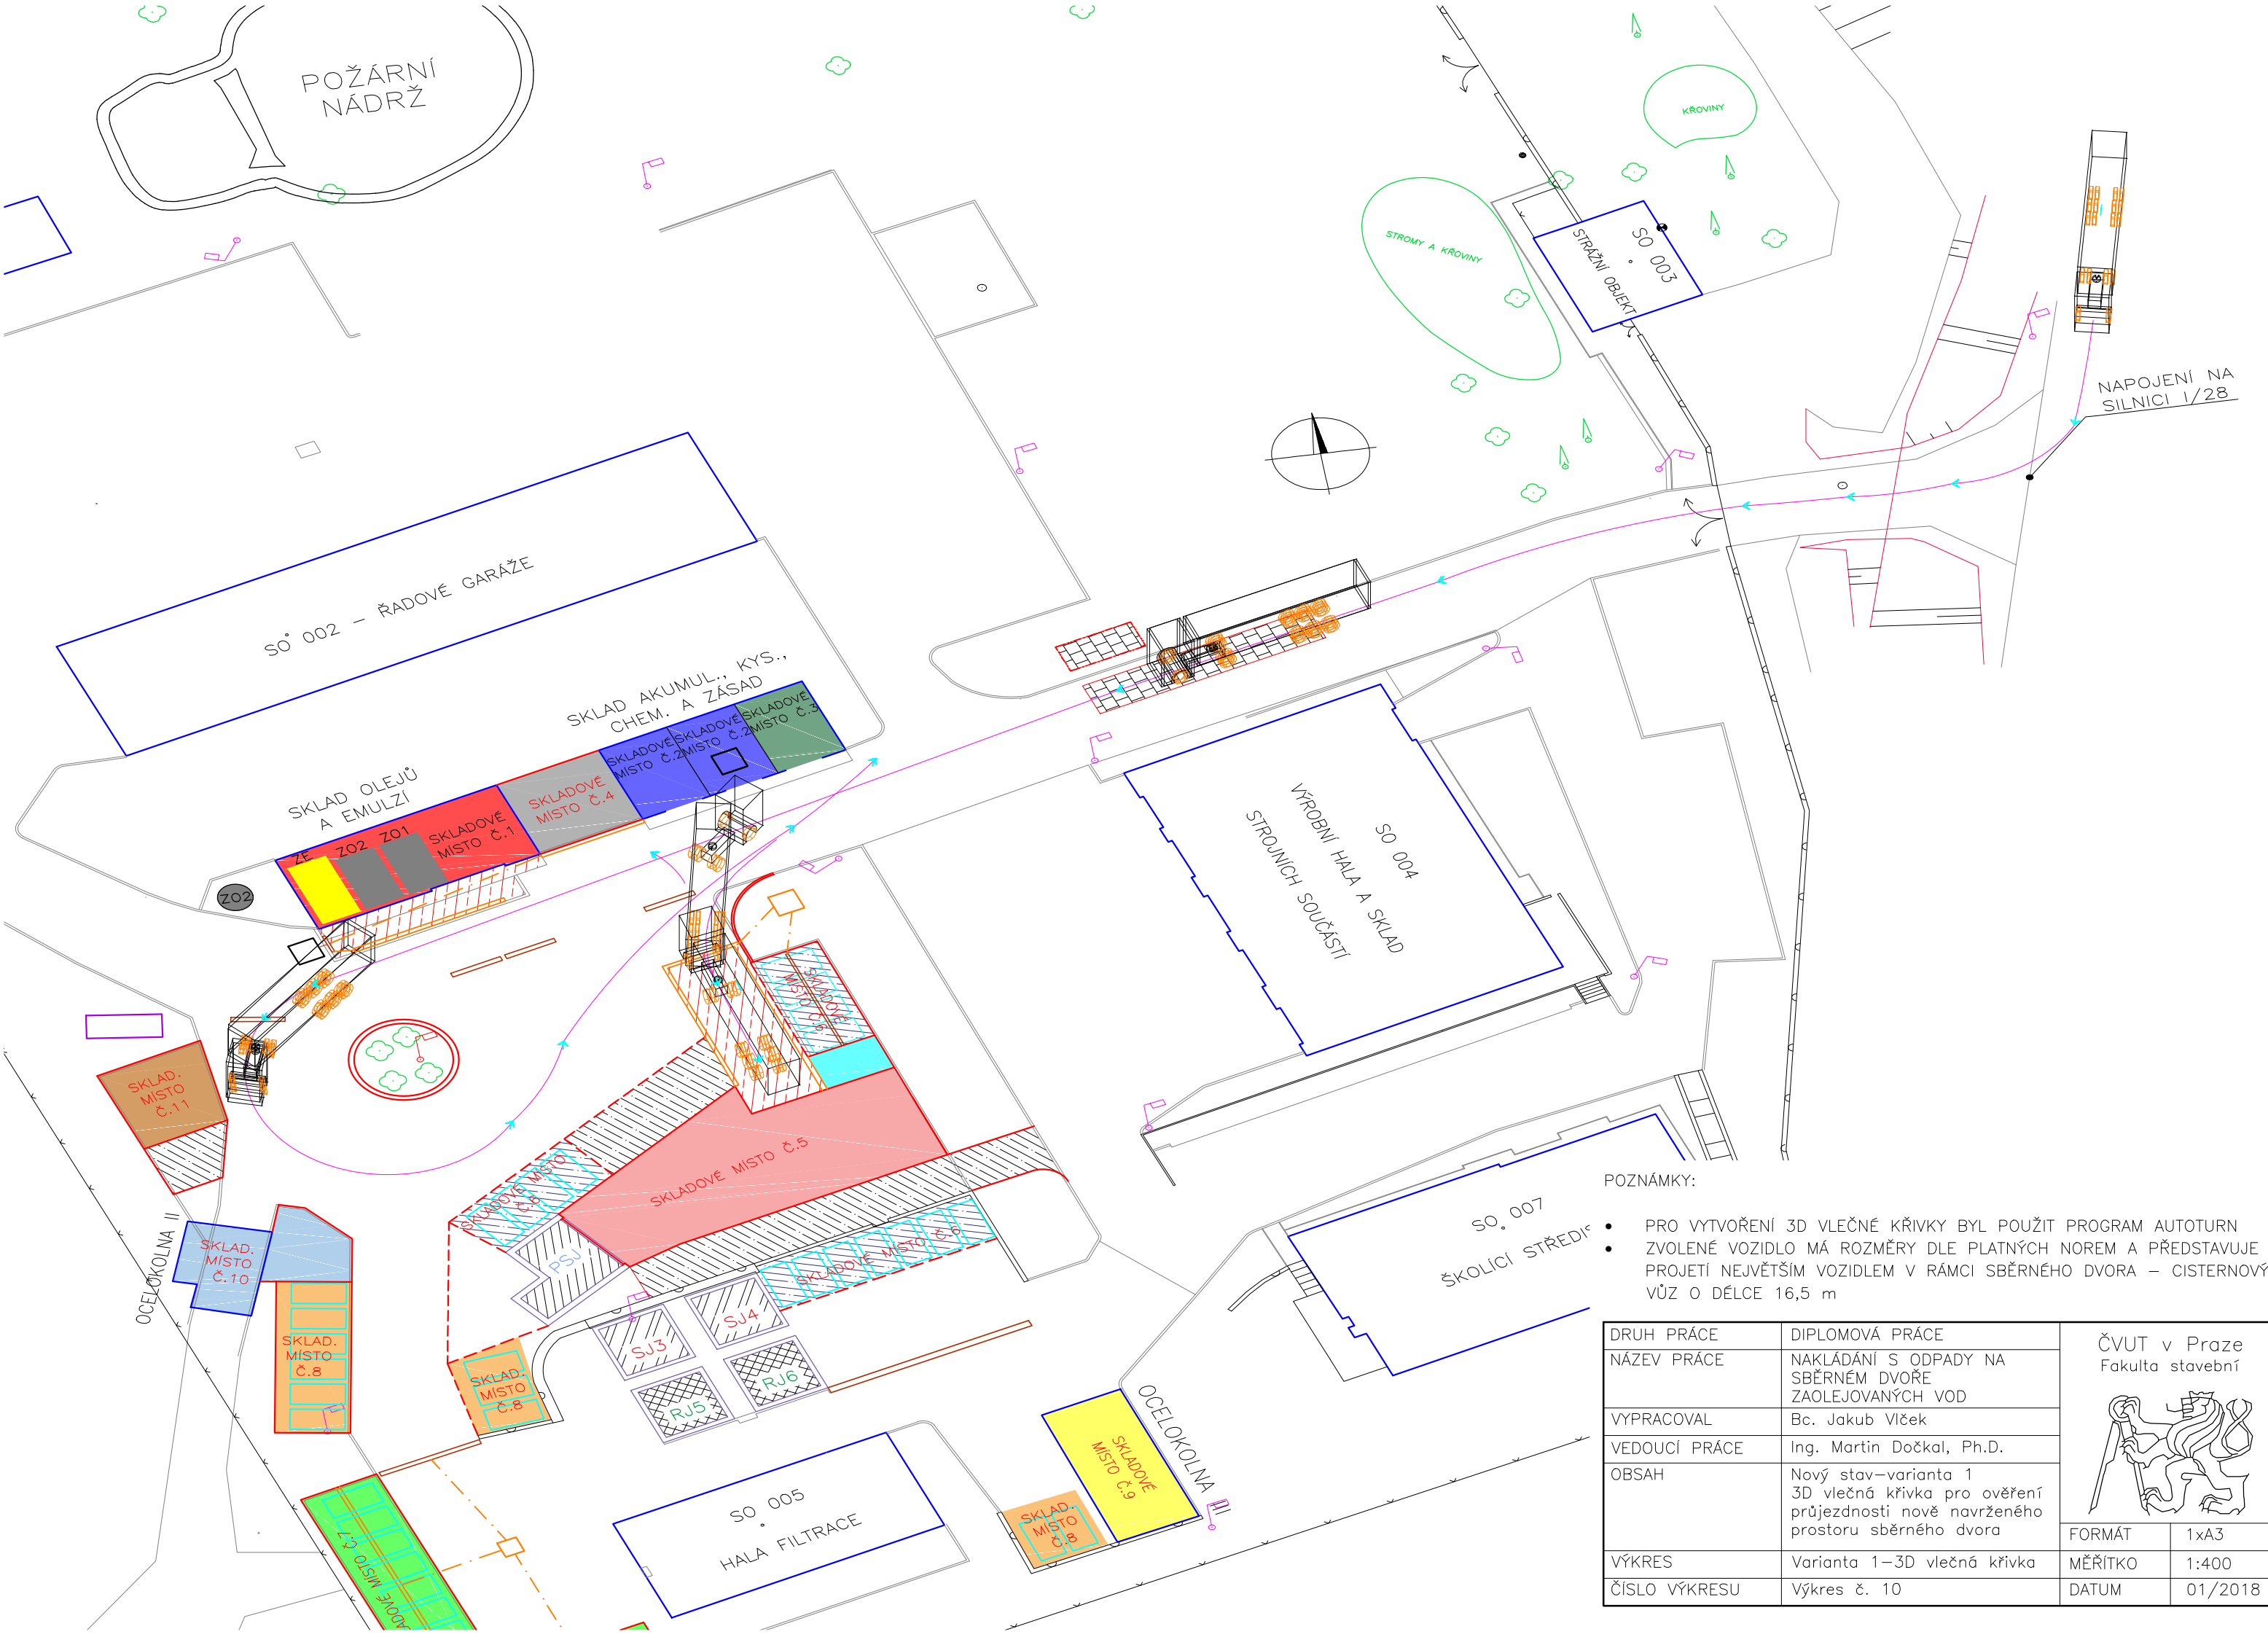 POŽÁRNÍ
NÁDRŽ
KŘOVINY
STROMY A KŘOVINY
SO 003
STRÁŽNÍ OBJEKT
NAPOJENÍ NA
SILNICI I/28
SO 002 – ŘADOVÉ GARÁŽE
SKLAD AKUMUL., KYS.,
CHEM. A ZÁSAD
SKLADOVÉ
MÍSTO Č.2
SKLADOVÉ
MÍSTO Č.2
SKLADOVÉ
MÍSTO Č.3
SKLAD OLEJŮ
A EMULZÍ
SKLADOVÉ
MÍSTO Č.4
ZE
ZO2
ZO1
SKLADOVÉ
MÍSTO Č.1
ZO2
SO 004
VÝROBNÍ HALA A SKLAD
STROJNÍCH SOUČÁSTÍ
SKLADOVÉ
MÍSTO Č.6
SKLAD.
MÍSTO
Č.11
SKLADOVÉ MÍSTO Č.5
SKLADOVÉ MÍSTO
Č.6
PSJ
SKLADOVÉ MÍSTO Č.6
OCELOKOLNA II
SKLAD.
MÍSTO
Č.10
SKLAD.
MÍSTO
Č.8
SKLAD.
MÍSTO
Č.8
SJ3
SJ4
RJ5
RJ6
SO 007
ŠKOLÍCÍ STŘEDIS
SO 005
HALA FILTRACE
OCELOKOLNA III
SKLADOVÉ
MÍSTO Č.9
SKLAD.
MÍSTO
Č.8
ADOVÉ MÍSTO Č.7
POZNÁMKY:
• PRO VYTVOŘENÍ 3D VLEČNÉ KŘIVKY BYL POUŽIT PROGRAM AUTOTURN
• ZVOLENÉ VOZIDLO MÁ ROZMĚRY DLE PLATNÝCH NOREM A PŘEDSTAVUJE
PROJETÍ NEJVĚTŠÍM VOZIDLEM V RÁMCI SBĚRNÉHO DVORA – CISTERNOVÝ
VŮZ O DÉLCE 16,5 m
DRUH PRÁCE DIPLOMOVÁ PRÁCE
NÁZEV PRÁCE NAKLÁDÁNÍ S ODPADY NA
SBĚRNÉM DVOŘE
ZAOLEJOVANÝCH VOD
VYPRACOVAL Bc. Jakub Vlček
VEDOUCÍ PRÁCE Ing. Martin Dočkal, Ph.D.
OBSAH Nový stav–varianta 1
3D vlečná křivka pro ověření
průjezdnosti nově navrženého
prostoru sběrného dvora
VÝKRES Varianta 1–3D vlečná křivka
ČÍSLO VÝKRESU Výkres č. 10
ČVUT v Praze
Fakulta stavební
FORMÁT 1xA3
MĚŘÍTKO 1:400
DATUM 01/2018